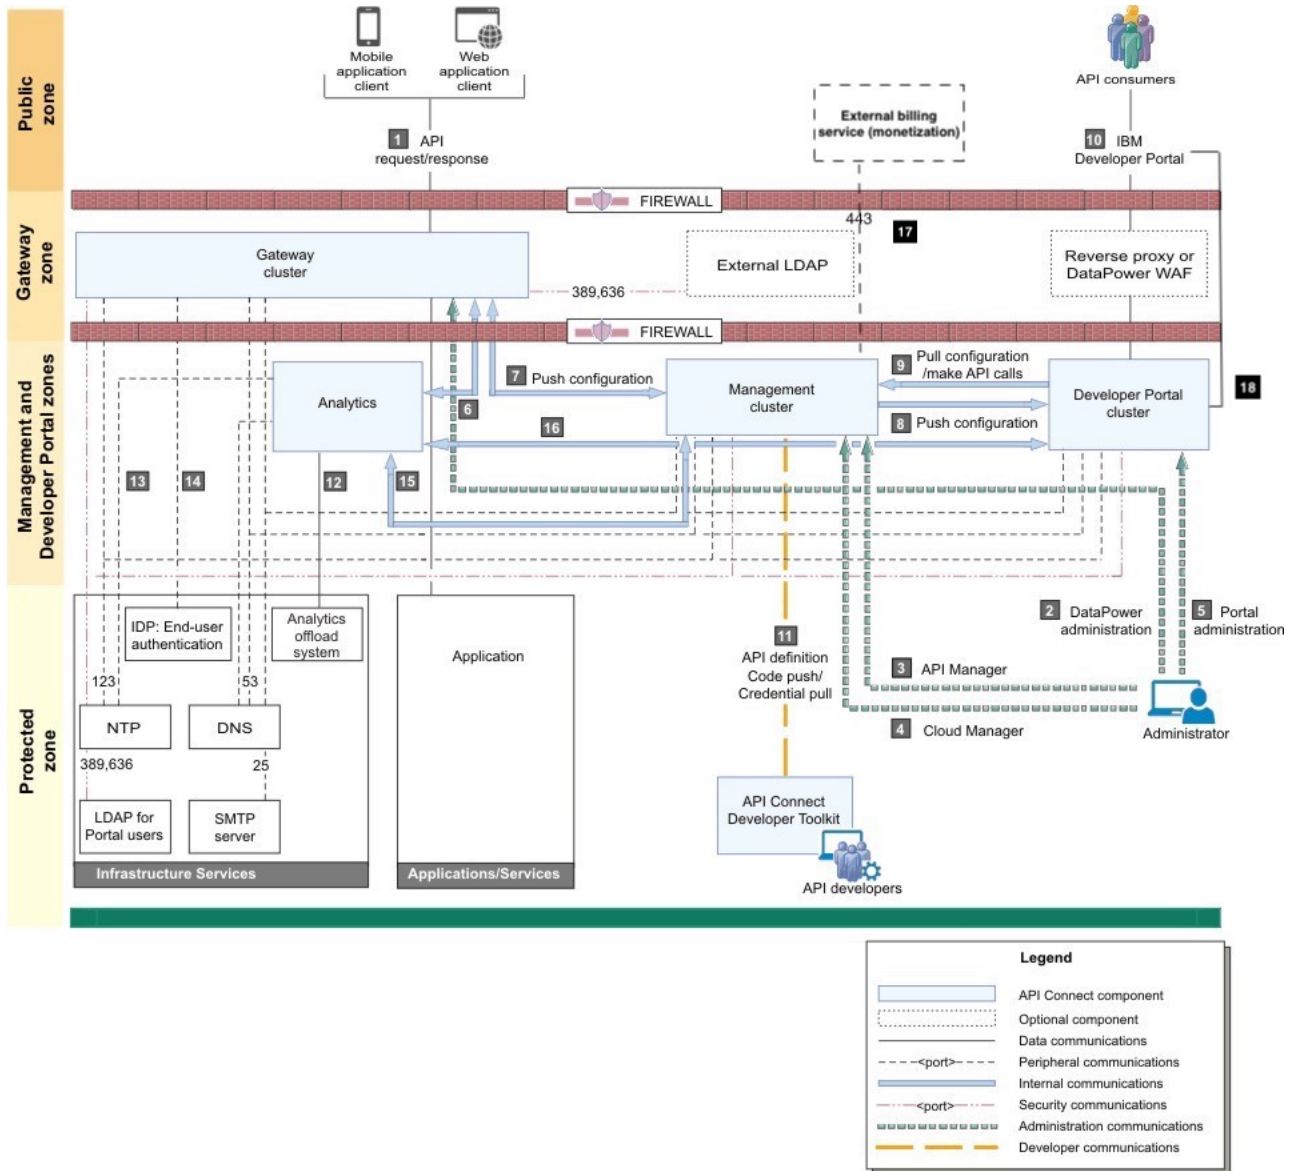 Public
zone
Mobile
application
client
Web
application
client
API consumers
External billing
service (monetization)
1 API
request/response
10 IBM
Developer Portal
FIREWALL
443
17
Gateway
zone
Gateway
cluster
External LDAP
Reverse proxy or
DataPower WAF
389,636
FIREWALL
Management and
Developer Portal zones
Analytics
7 Push configuration
Management
cluster
9 Pull configuration
/make API calls
Developer Portal
cluster
18
6
16
8 Push configuration
13
14
12
15
Protected
zone
IDP: End-user
authentication
Analytics
offload
system
Application
11
API definition
Code push/
Credential pull
2 DataPower
administration
5 Portal
administration
3 API Manager
4 Cloud Manager
Administrator
123
53
NTP
DNS
389,636
25
LDAP for
Portal users
SMTP
server
API Connect
Developer Toolkit
API developers
Infrastructure Services
Applications/Services
Legend
API Connect component
Optional component
Data communications
<port> Peripheral communications
Internal communications
<port> Security communications
Administration communications
Developer communications